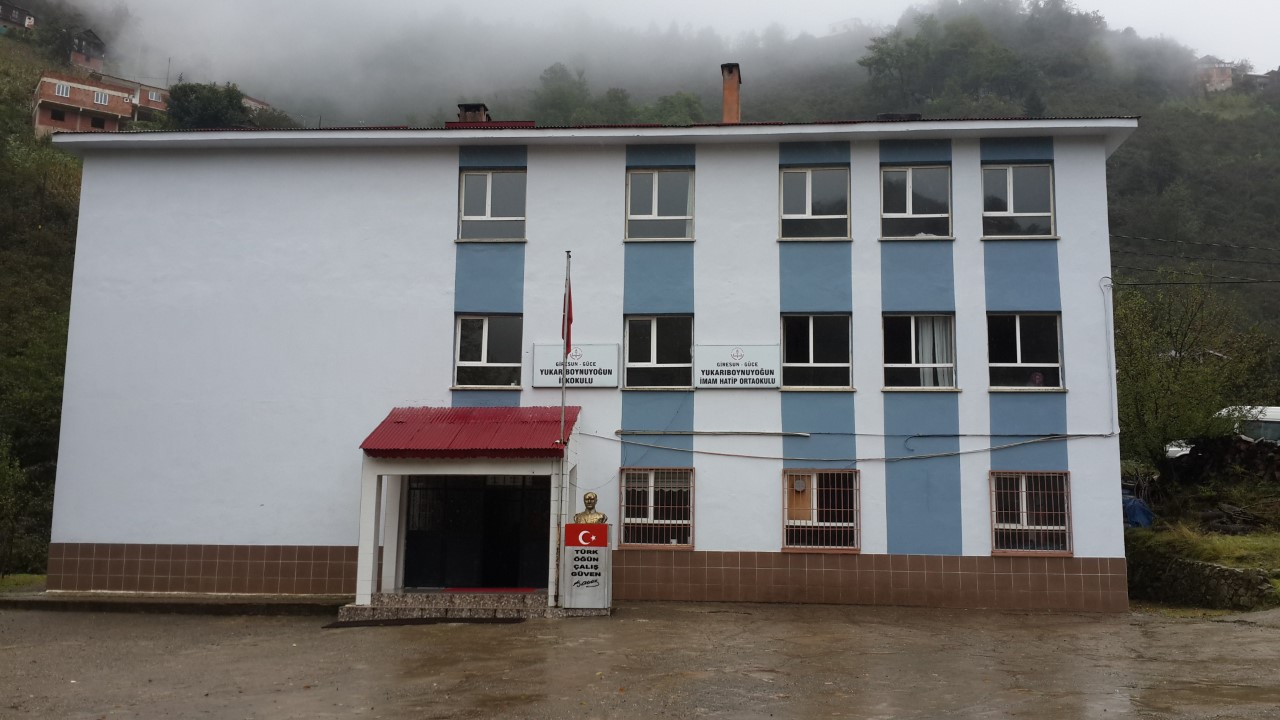 GİRESUN - GÜCE
YUKARIBOYNUYOĞUN
İLKOKULU
GİRESUN - GÜCE
YUKARIBOYNUYOĞUN
İMAM HATİP ORTAOKULU
TÜRK
ÖĞÜN
ÇALIŞ
GÜVEN